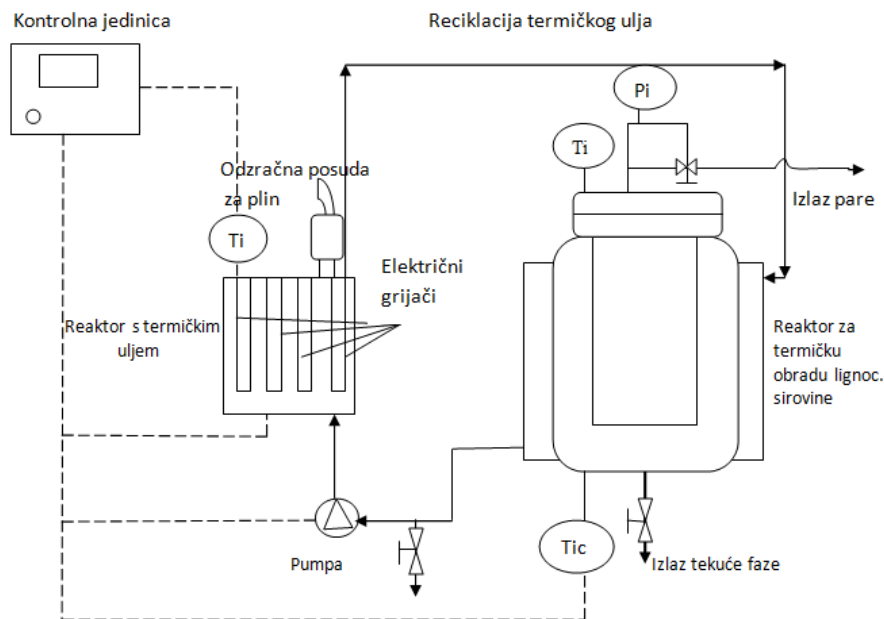 Kontrolna jedinica
Reciklacija termičkog ulja
Pi
Ti
Odzračna posuda
za plin
Izlaz pare
Ti
Električni
grijači
Reaktor s termičkim
uljem
Reaktor za
termičku
obradu lignoc.
sirovine
Pumpa
Tic
Izlaz tekuće faze